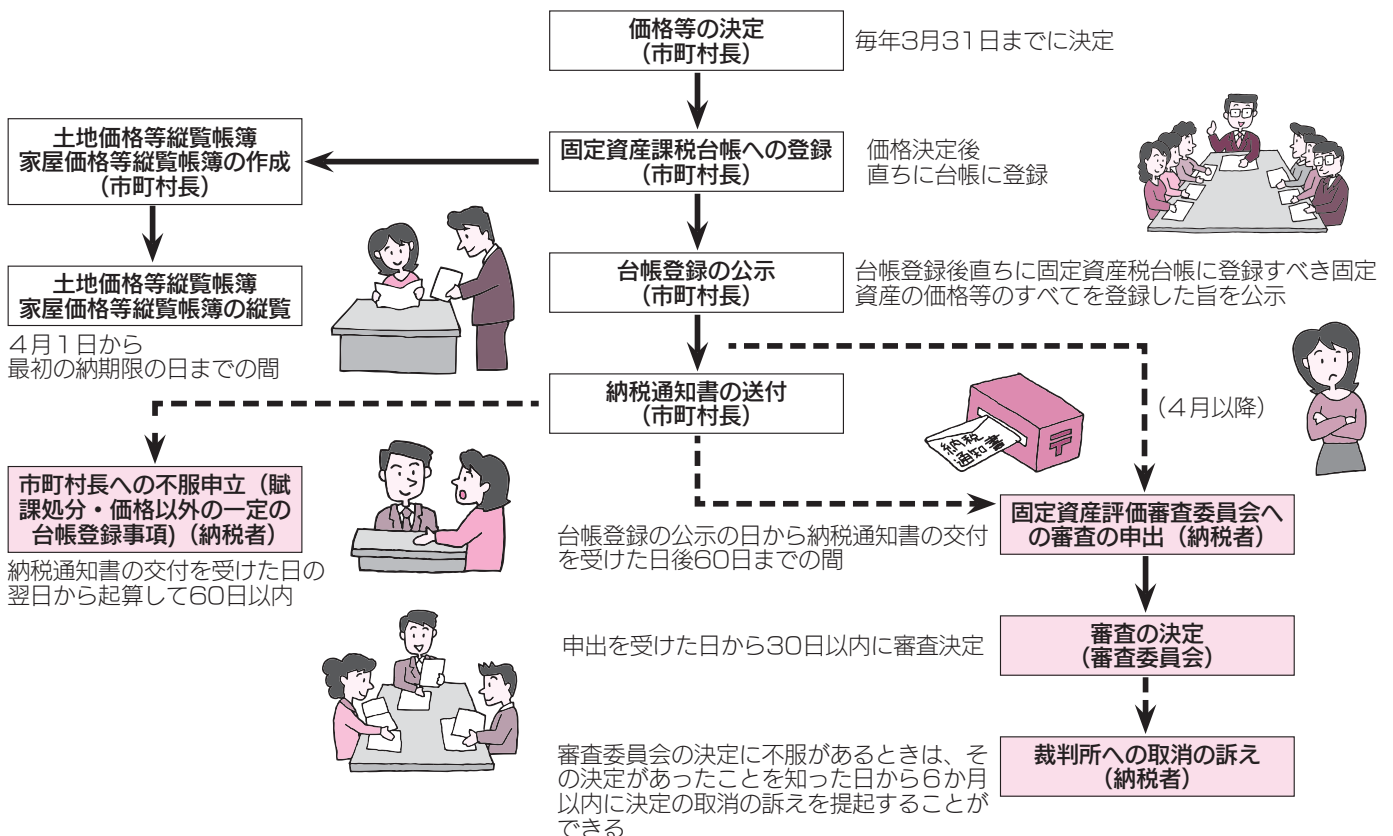 価格等の決定
(市町村長)
毎年3月31日までに決定
土地価格等縦覧帳簿
家屋価格等縦覧帳簿の作成
(市町村長)
固定資産課税台帳への登録
(市町村長)
価格決定後
直ちに台帳に登録
土地価格等縦覧帳簿
家屋価格等縦覧帳簿の縦覧
4月1日から
最初の納期限の日までの間
台帳登録の公示
(市町村長)
台帳登録後直ちに固定資産税台帳に登録すべき固定
資産の価格等のすべてを登録した旨を公示
納税通知書の送付
(市町村長)
納税
通知書
〒
(4月以降)
市町村長への不服申立(賦
課処分・価格以外の一定の
台帳登録事項)(納税者)
納税通知書の交付を受けた日の
翌日から起算して60日以内
台帳登録の公示の日から納税通知書の交付
を受けた日後60日までの間
固定資産評価審査委員会へ
の審査の申出(納税者)
申出を受けた日から30日以内に審査決定
審査の決定
(審査委員会)
審査委員会の決定に不服があるときは、そ
の決定があったことを知った日から6か月
以内に決定の取消の訴えを提起することが
できる
裁判所への取消の訴え
(納税者)